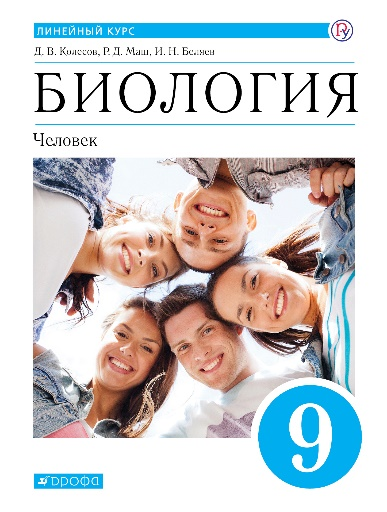 ЛИНЕЙНЫЙ КУРС
Д. В. Колесов, Р. Д. Маш, И. Н. Беляев
БИОЛОГИЯ
Человек
9
дрофа